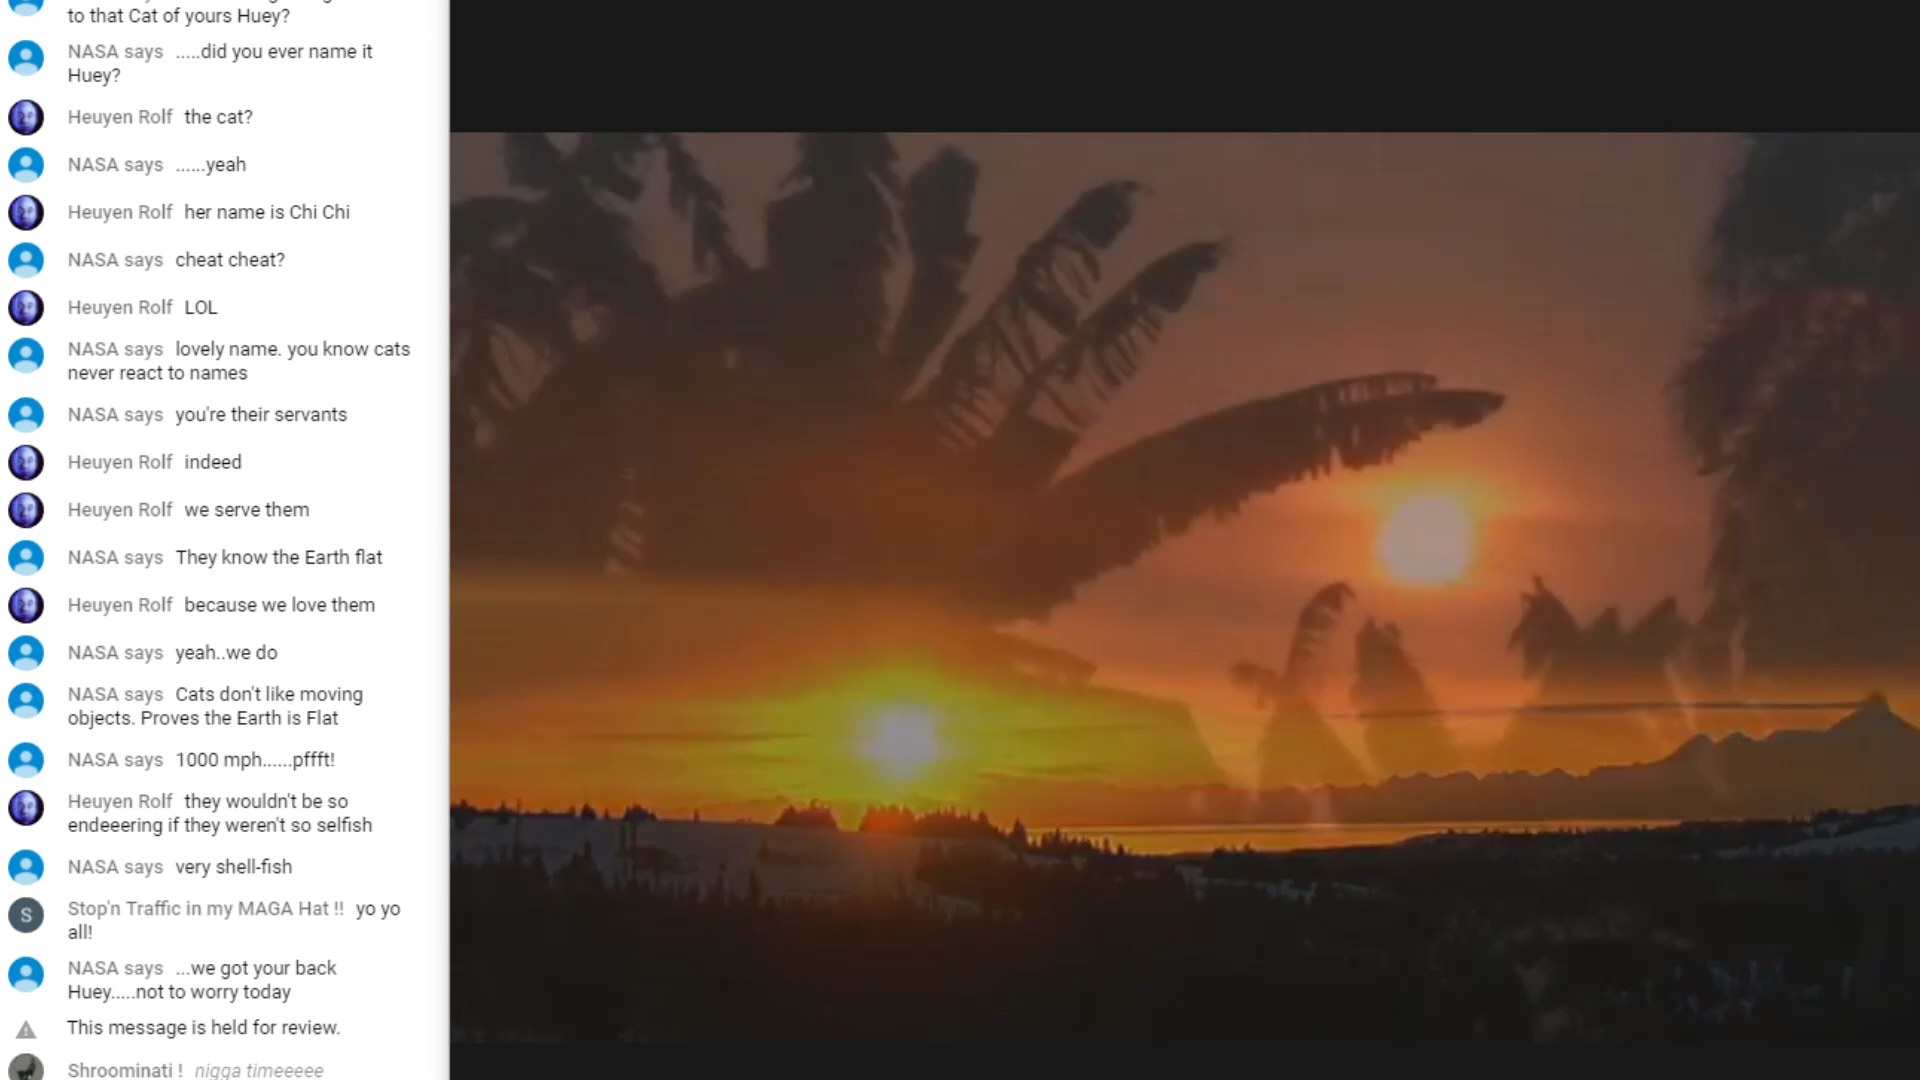 to that Cat of yours Huey?
NASA says .....did you ever name it
Huey?
Heuyen Rolf the cat?
NASA says ......yeah
Heuyen Rolf her name is Chi Chi
NASA says cheat cheat?
Heuyen Rolf LOL
NASA says lovely name. you know cats
never react to names
NASA says you're their servants
Heuyen Rolf indeed
Heuyen Rolf we serve them
NASA says They know the Earth flat
Heuyen Rolf because we love them
NASA says yeah..we do
NASA says Cats don't like moving
objects. Proves the Earth is Flat
NASA says 1000 mph......pffft!
Heuyen Rolf they wouldn't be so
endeeering if they weren't so selfish
NASA says very shell-fish
S
Stop'n Traffic in my MAGA Hat !! yo yo
all!
NASA says ...we got your back
Huey.....not to worry today
This message is held for review.
Shroominati ! nigga timeeeee